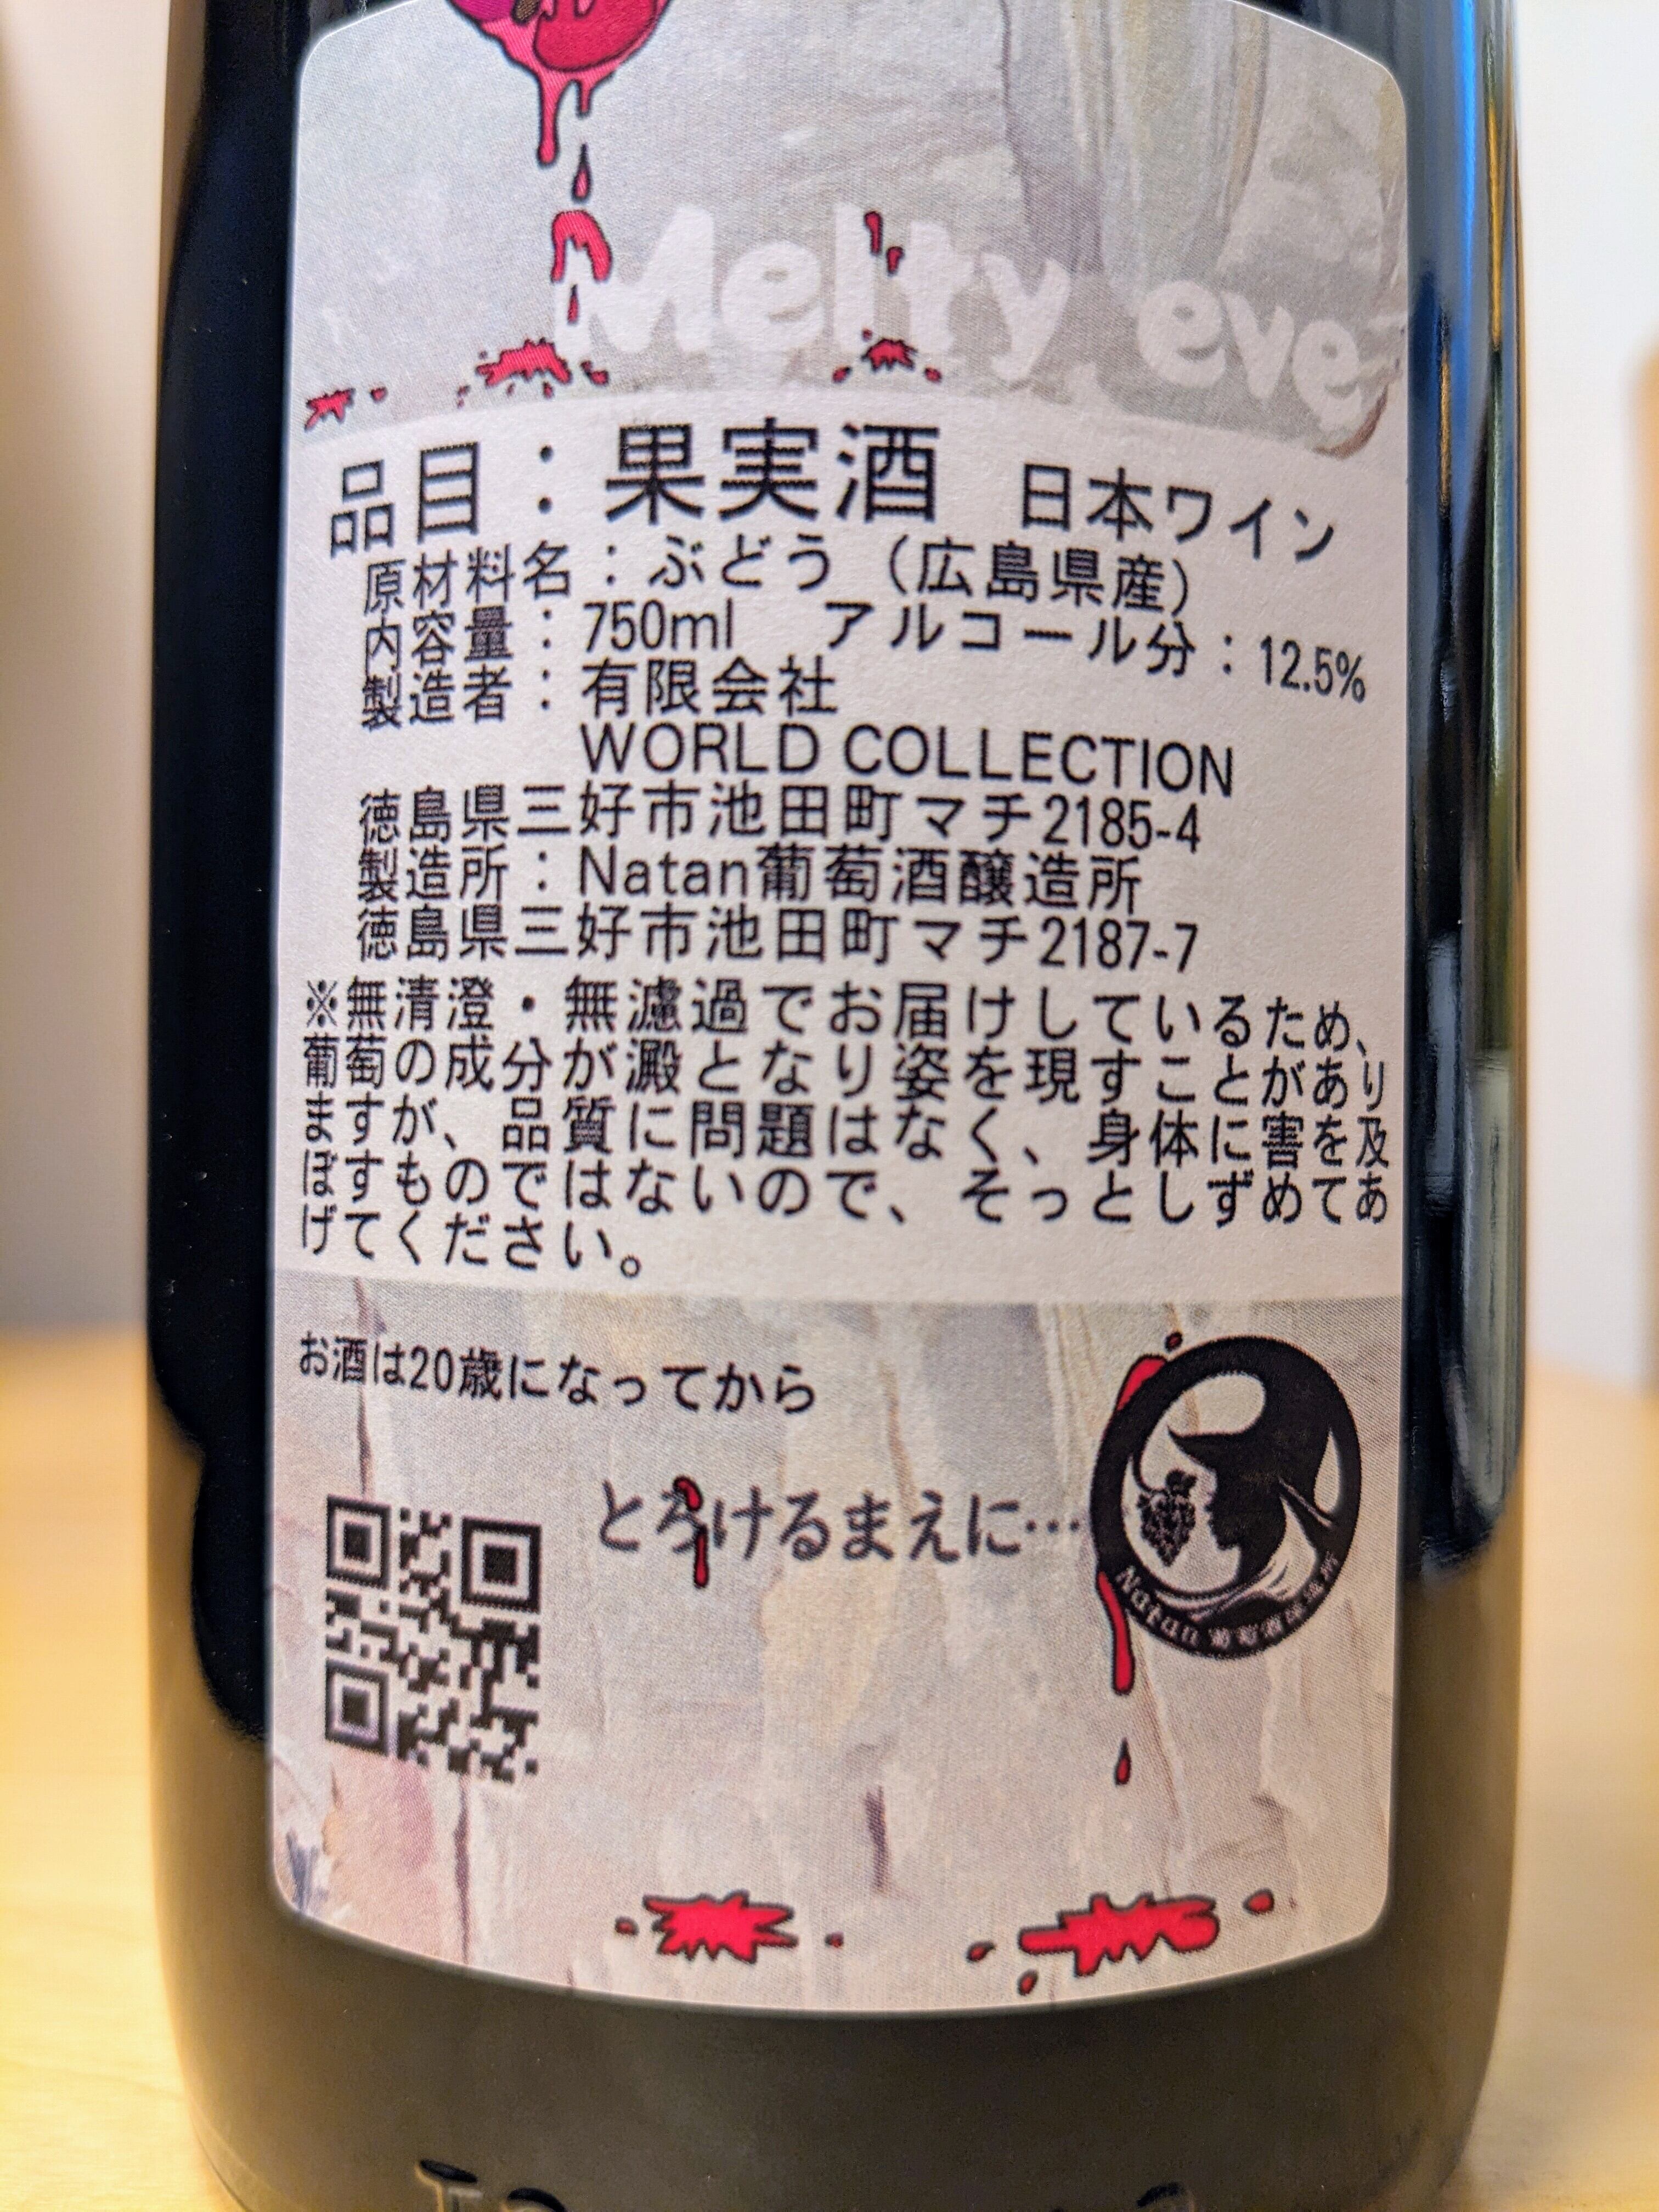 Melty eve
品目：果実酒　日本ワイン
原材料名：ぶどう（広島県産）
内容量：750ml　アルコール分：12.5%
製造者：有限会社
WORLD COLLECTION
徳島県三好市池田町マチ2185-4
製造所：Natan葡萄酒醸造所
徳島県三好市池田町マチ2187-7
※無清澄・無濾過でお届けしているため、
葡萄の成分が澱となり姿を現すことがあり
ますが、品質に問題はなく、身体に害を及
ぼすものではないので、そっとしずめてあ
げてください。
お酒は20歳になってから
とろけるまえに…
Natan 葡萄酒醸造所